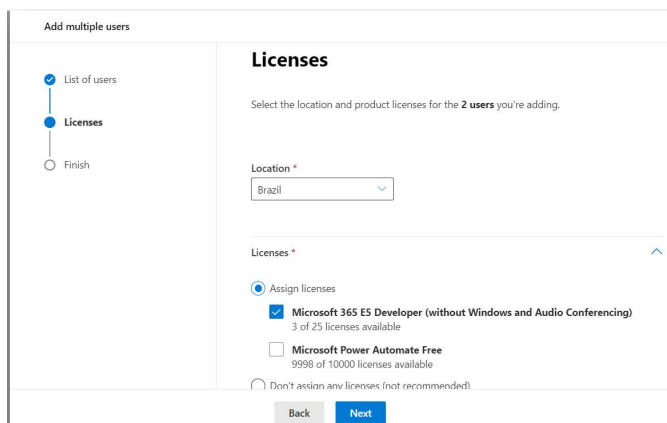 Add multiple users
List of users
Licenses
Finish
Licenses
Select the location and product licenses for the 2 users you're adding.
Location *
Brazil
Licenses *
Assign licenses
Microsoft 365 E5 Developer (without Windows and Audio Conferencing)
3 of 25 licenses available
Microsoft Power Automate Free
9998 of 10000 licenses available
Don't assign any licenses (not recommended)
Back
Next